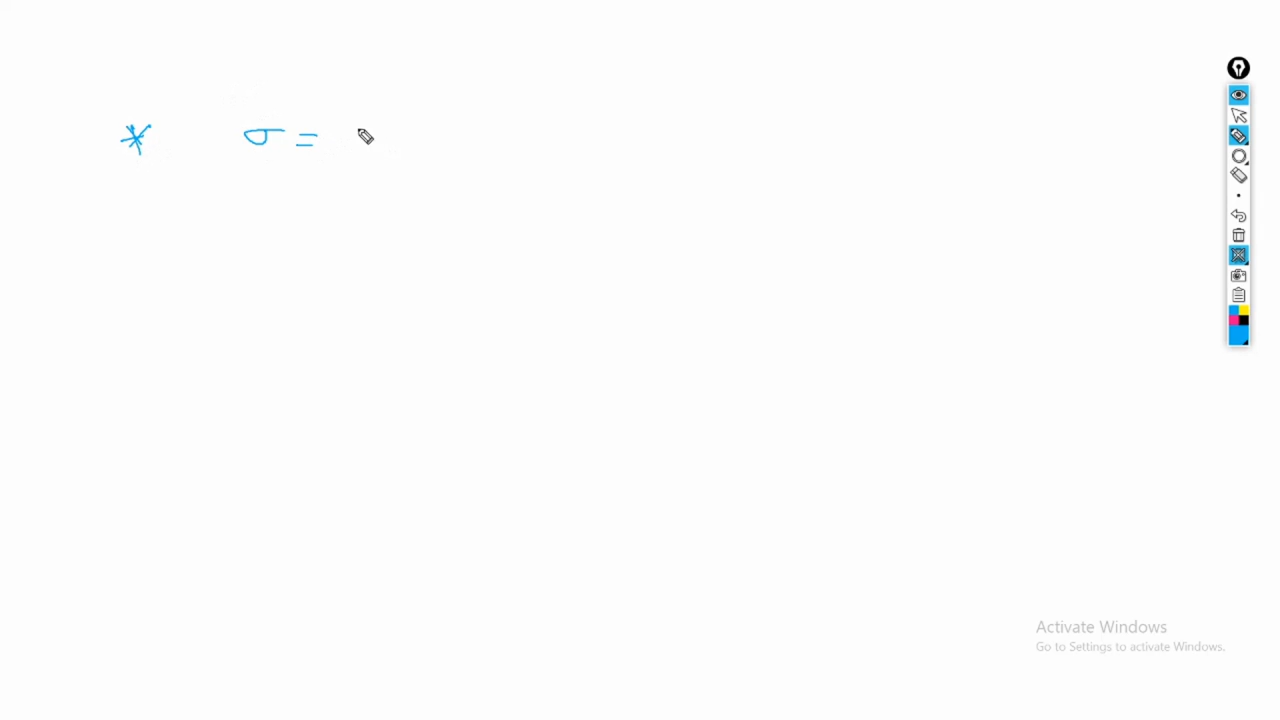 * σ =
Activate Windows
Go to Settings to activate Windows.